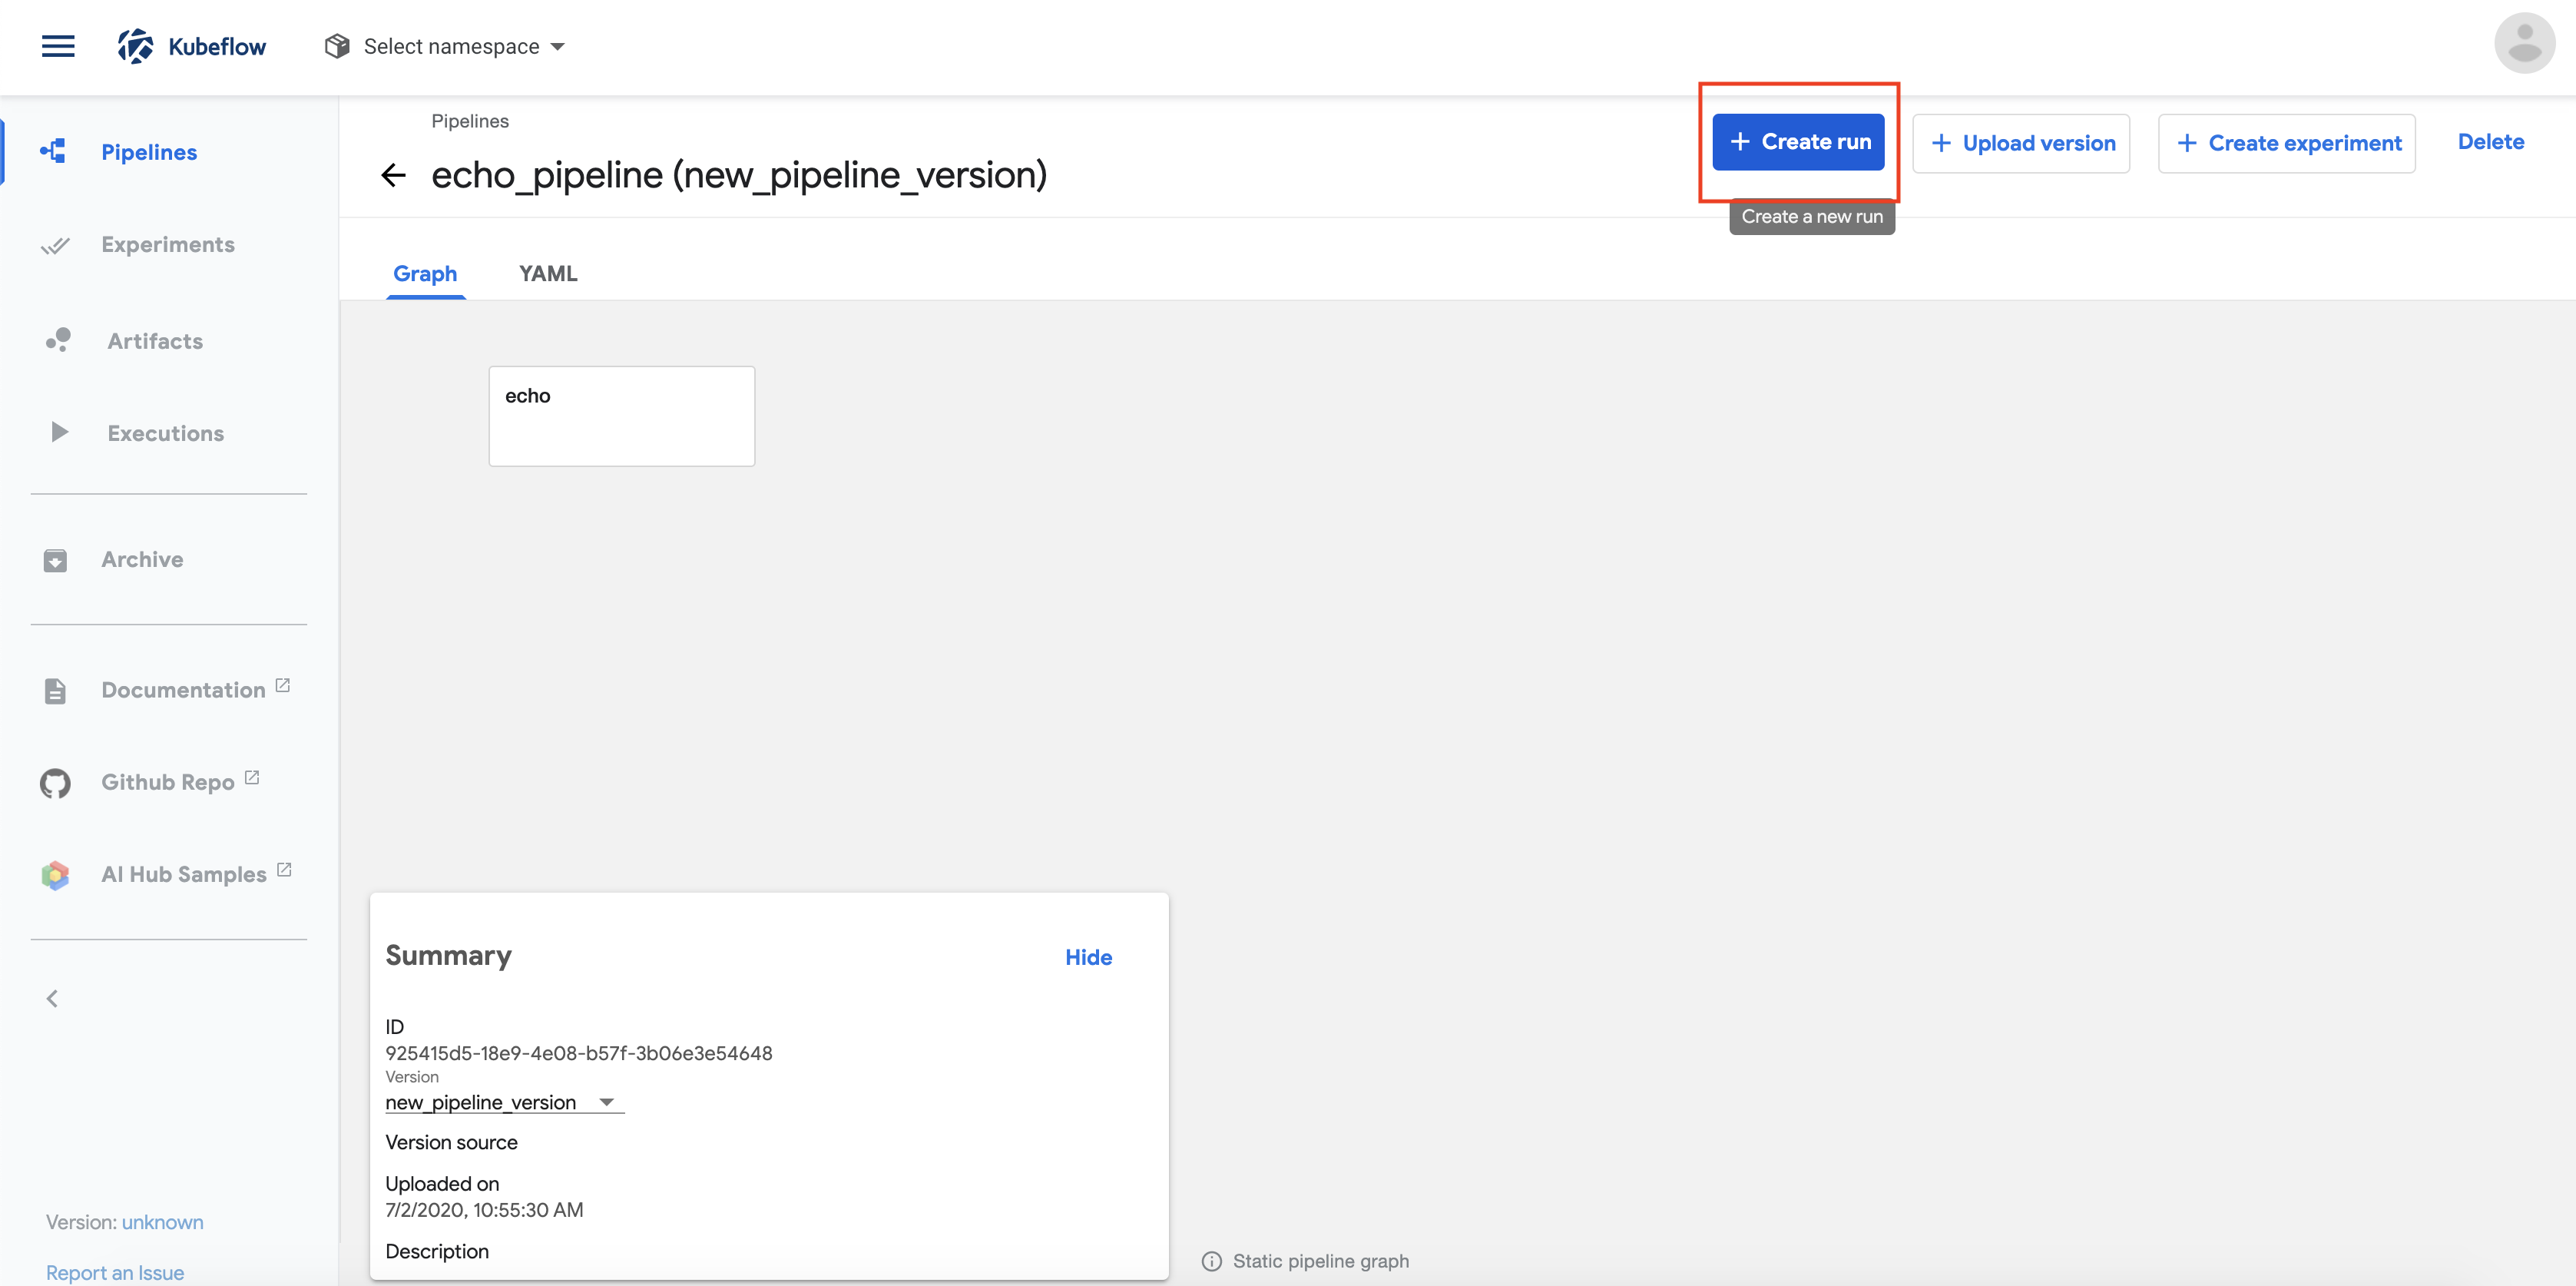 Kubeflow
Select namespace
Pipelines
Experiments
Artifacts
Executions
Archive
Documentation
Github Repo
AI Hub Samples
Version: unknown
Report an Issue
Pipelines
echo_pipeline (new_pipeline_version)
+ Create run
+ Upload version
+ Create experiment
Delete
Create a new run
Graph
YAML
echo
Summary
Hide
ID
925415d5-18e9-4e08-b57f-3b06e3e54648
Version
new_pipeline_version
Version source
Uploaded on
7/2/2020, 10:55:30 AM
Description
Static pipeline graph